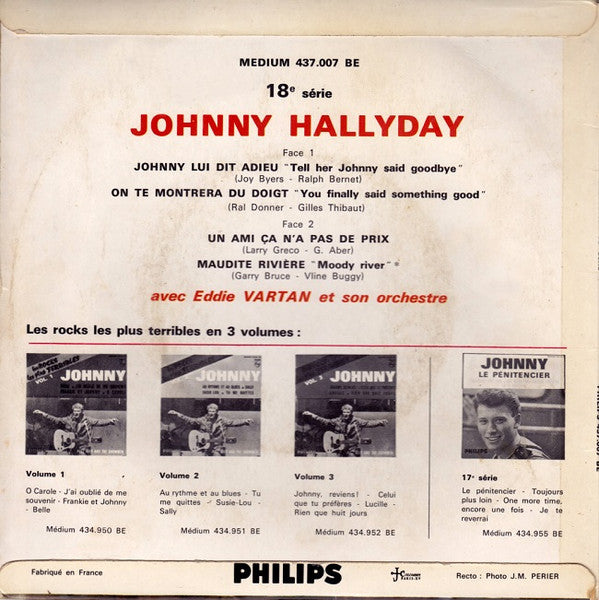 MEDIUM 437.007 BE
18e série
JOHNNY HALLYDAY
Face 1
JOHNNY LUI DIT ADIEU "Tell her Johnny said goodbye"
(Joy Byers - Ralph Bernet)
ON TE MONTRERA DU DOIGT "You finally said something good"
(Ral Donner - Gilles Thibaut)
Face 2
UN AMI ÇA N'A PAS DE PRIX
(Larry Greco - G. Aber)
MAUDITE RIVIÈRE "Moody river" *
(Garry Bruce - Vline Buggy)
avec Eddie VARTAN et son orchestre
Les rocks les plus terribles en 3 volumes :
VOL. 1
JOHNNY
JOHNNY
VOL. 3
JOHNNY
JOHNNY
LE PÉNITENCIER
PHILIPS
Volume 1
O Carole - J'ai oublié de me
souvenir - Frankie et Johnny
- Belle
Médium 434.950 BE
Volume 2
Au rythme et au blues - Tu
me quittes - Susie-Lou -
Sally
Médium 434.951 BE
Volume 3
Johnny, reviens ! - Celui
que tu préfères - Lucille -
Rien que huit jours
Médium 434.952 BE
17e série
Le pénitencier - Toujours
plus loin - One more time,
encore une fois - Je te
reverrai
Médium 434.955 BE
Fabriqué en France
PHILIPS
Recto : Photo J.M. PERIER